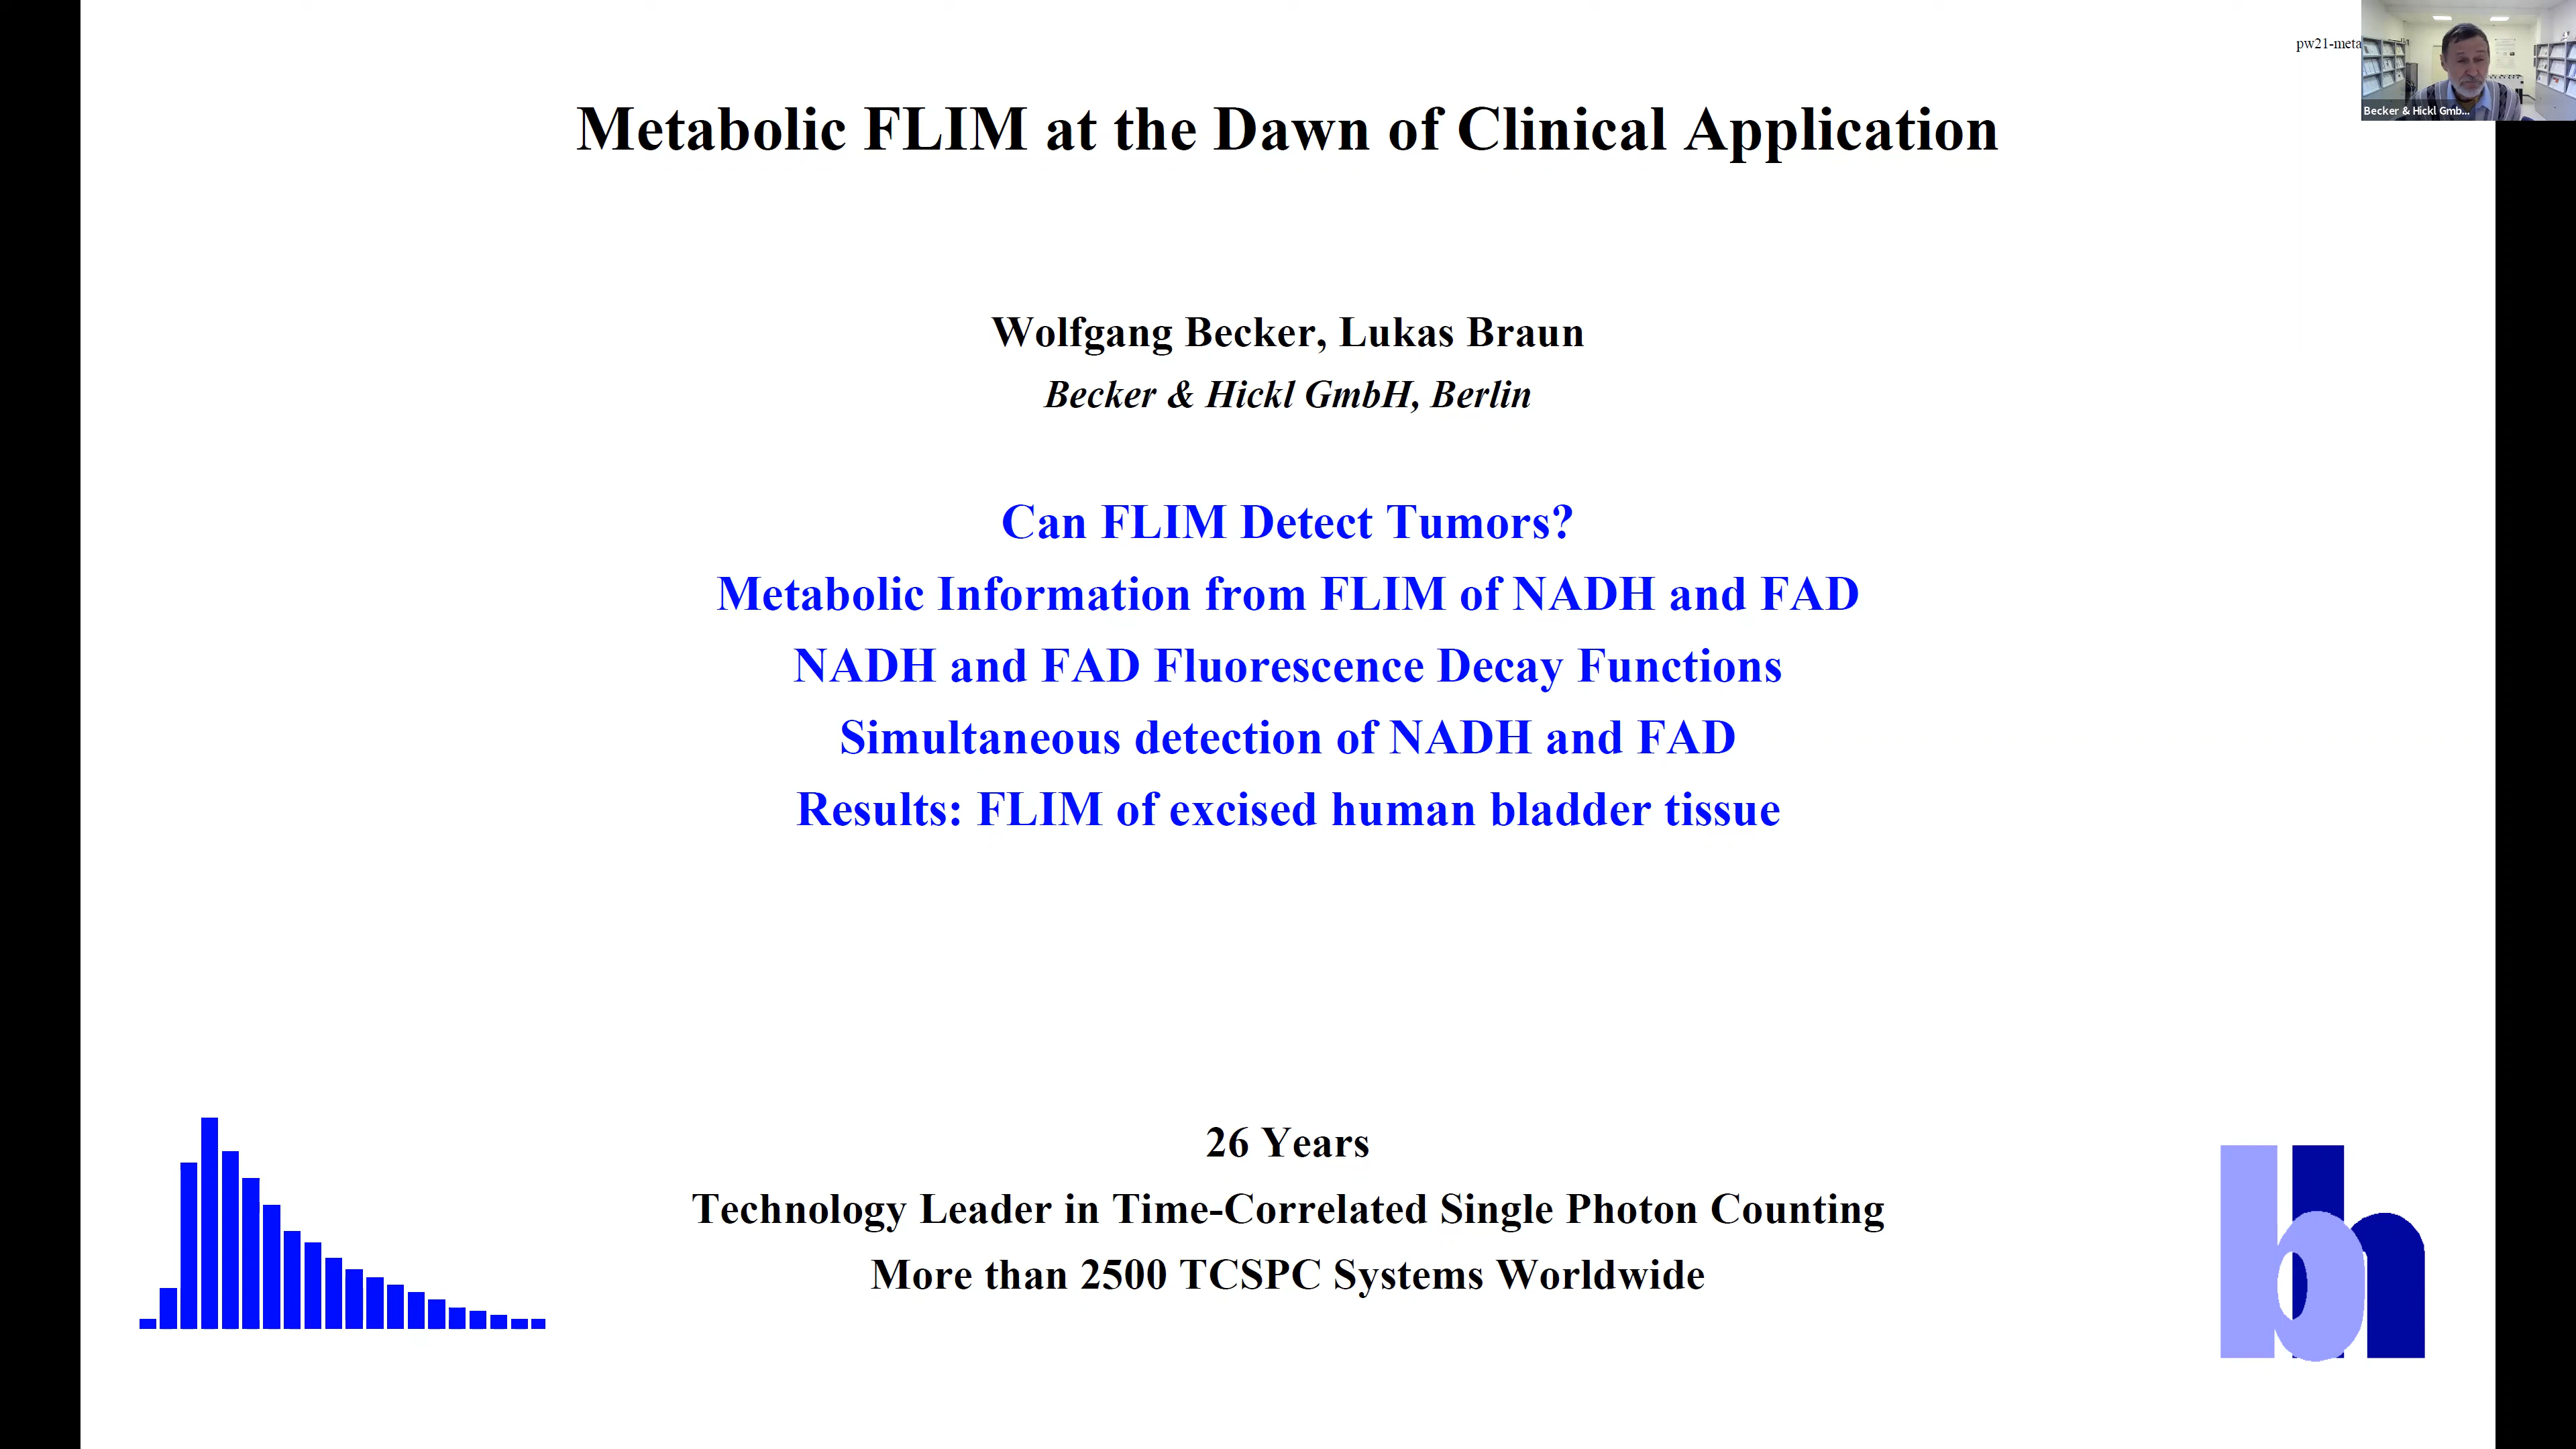 pw21-meta
Becker & Hickl Gmb...
Metabolic FLIM at the Dawn of Clinical Application
Wolfgang Becker, Lukas Braun
Becker & Hickl GmbH, Berlin
Can FLIM Detect Tumors?
Metabolic Information from FLIM of NADH and FAD
NADH and FAD Fluorescence Decay Functions
Simultaneous detection of NADH and FAD
Results: FLIM of excised human bladder tissue
26 Years
Technology Leader in Time-Correlated Single Photon Counting
More than 2500 TCSPC Systems Worldwide
bh